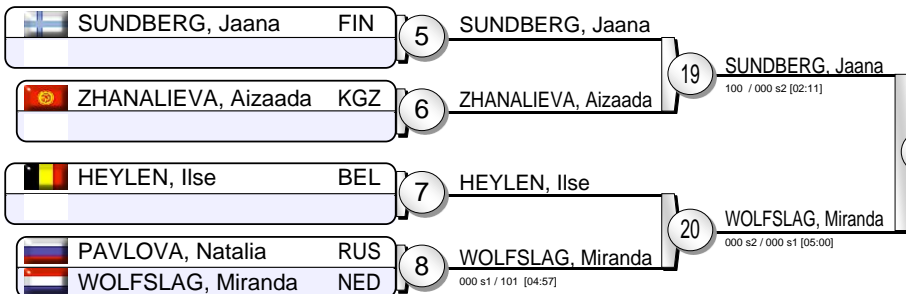 SUNDBERG, Jaana FIN
5
SUNDBERG, Jaana
19
SUNDBERG, Jaana
100 / 000 s2 [02:11]
ZHANALIEVA, Aizaada KGZ
6
ZHANALIEVA, Aizaada
HEYLEN, Ilse BEL
7
HEYLEN, Ilse
20
WOLFSLAG, Miranda
000 s2 / 000 s1 [05:00]
PAVLOVA, Natalia RUS
WOLFSLAG, Miranda NED
8
WOLFSLAG, Miranda
000 s1 / 101 [04:57]